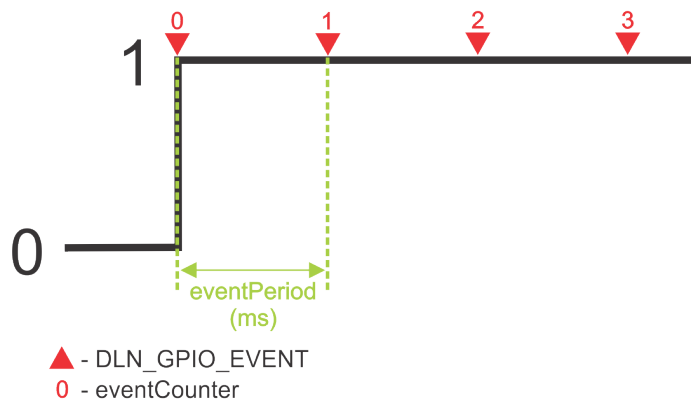 0 1 2 3
1
0
eventPeriod
(ms)
- DLN_GPIO_EVENT
0 - eventCounter